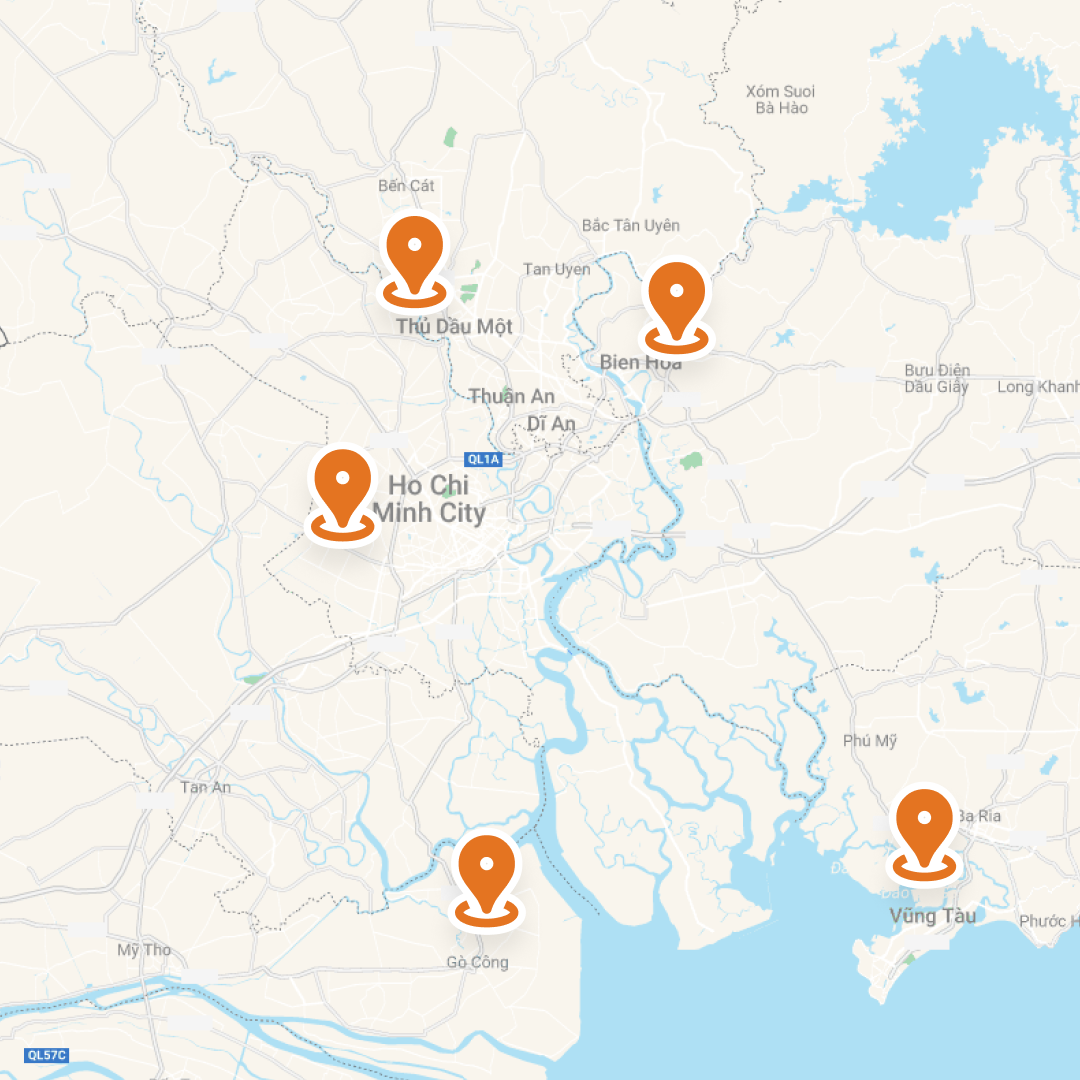 Xóm Suoi
Bà Hào
Bến Cát
Bắc Tân Uyên
Tan Uyen
Thủ Dầu Một
Bien Hoa
Bưu Điện
Dầu Giây
Long Khanh
Thuận An
Dĩ An
QL1A
Ho Chi
Minh City
Phú Mỹ
Tan An
Ba Ria
Vũng Tàu
Phước H
Mỹ Tho
Gò Công
QL57C